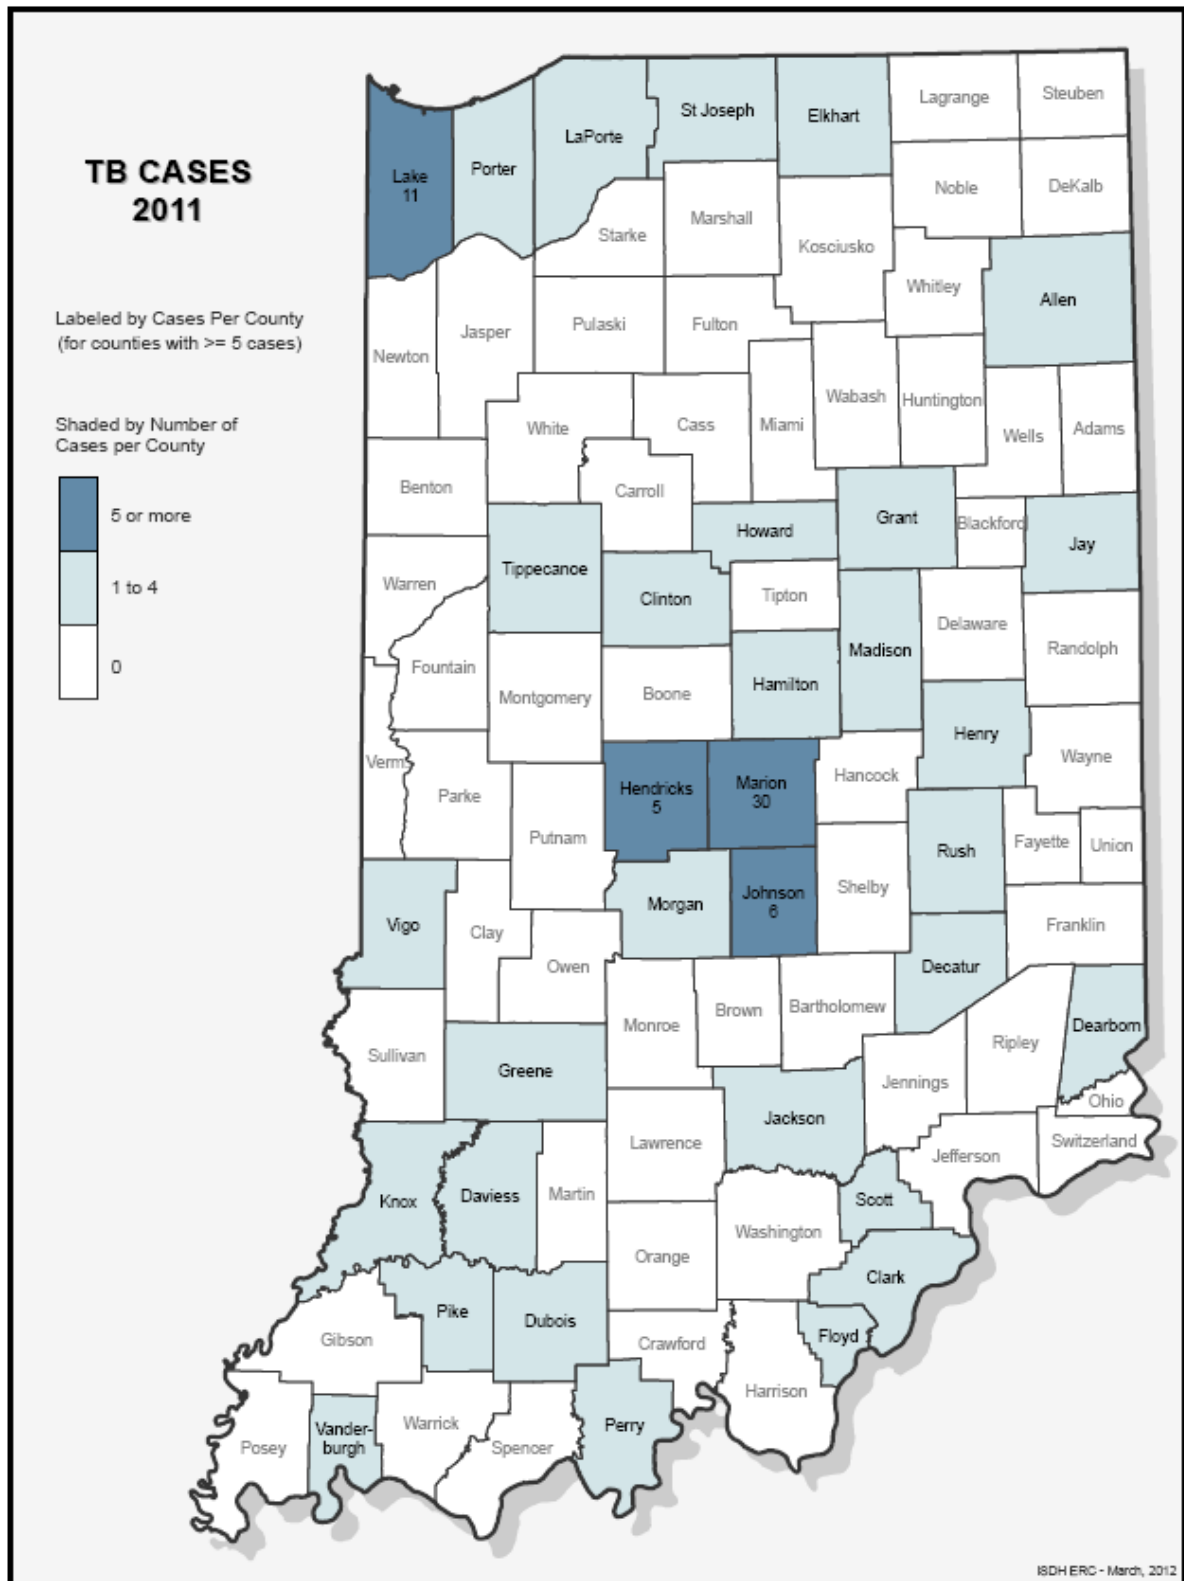 TB CASES
2011
Labeled by Cases Per County
(for counties with >= 5 cases)
Shaded by Number of
Cases per County
5 or more
1 to 4
0
Lake
11
Porter
LaPorte
St Joseph
Elkhart
Lagrange
Steuben
Noble
DeKalb
Starke
Marshall
Kosciusko
Whitley
Allen
Newton
Jasper
Pulaski
Fulton
White
Cass
Miami
Wabash
Huntington
Wells
Adams
Benton
Carroll
Howard
Grant
Blackford
Jay
Warren
Tippecanoe
Clinton
Tipton
Madison
Delaware
Randolph
Fountain
Montgomery
Boone
Hamilton
Henry
Wayne
Verm
Parke
Putnam
Hendricks
5
Marion
30
Hancock
Rush
Fayette
Union
Vigo
Clay
Owen
Morgan
Johnson
6
Shelby
Decatur
Franklin
Sullivan
Greene
Monroe
Brown
Bartholomew
Jennings
Ripley
Dearborn
Ohio
Switzerland
Knox
Daviess
Martin
Lawrence
Jackson
Jefferson
Scott
Orange
Washington
Clark
Gibson
Pike
Dubois
Crawford
Floyd
Harrison
Posey
Vander-
burgh
Warrick
Spencer
Perry
ISDH ERC - March, 2012